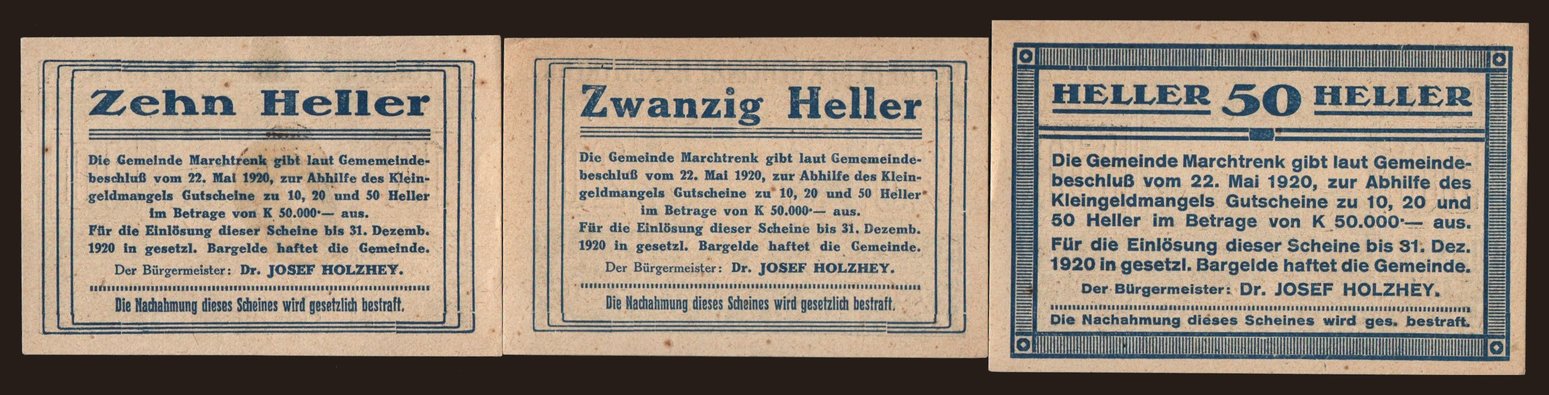 Zehn Heller
Die Gemeinde Marchtrenk gibt laut Gememeinde-
beschluß vom 22. Mai 1920, zur Abhilfe des Klein-
geldmangels Gutscheine zu 10, 20 und 50 Heller
im Betrage von K 50.000·— aus.
Für die Einlösung dieser Scheine bis 31. Dezemb.
1920 in gesetzl. Bargelde haftet die Gemeinde.
Der Bürgermeister: Dr. JOSEF HOLZHEY.
Die Nachahmung dieses Scheines wird gesetzlich bestraft.
Zwanzig Heller
Die Gemeinde Marchtrenk gibt laut Gememeinde-
beschluß vom 22. Mai 1920, zur Abhilfe des Klein-
geldmangels Gutscheine zu 10, 20 und 50 Heller
im Betrage von K 50.000·— aus.
Für die Einlösung dieser Scheine bis 31. Dezemb.
1920 in gesetzl. Bargelde haftet die Gemeinde.
Der Bürgermeister: Dr. JOSEF HOLZHEY.
Die Nachahmung dieses Scheines wird gesetzlich bestraft.
HELLER 50 HELLER
Die Gemeinde Marchtrenk gibt laut Gemeinde-
beschluß vom 22. Mai 1920, zur Abhilfe des
Kleingeldmangels Gutscheine zu 10, 20 und
50 Heller im Betrage von K 50.000·— aus.
Für die Einlösung dieser Scheine bis 31. Dez.
1920 in gesetzl. Bargelde haftet die Gemeinde.
Der Bürgermeister: Dr. JOSEF HOLZHEY.
Die Nachahmung dieses Scheines wird ges. bestraft.